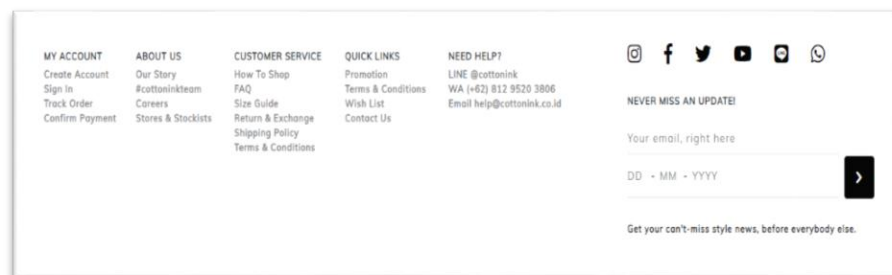 MY ACCOUNT
Create Account
Sign In
Track Order
Confirm Payment
ABOUT US
Our Story
#cottoninkteam
Careers
Stores & Stockists
CUSTOMER SERVICE
How To Shop
FAQ
Size Guide
Return & Exchange
Shipping Policy
Terms & Conditions
QUICK LINKS
Promotion
Terms & Conditions
Wish List
Contact Us
NEED HELP?
LINE @cottonink
WA (+62) 812 9520 3806
Email help@cottonink.co.id
NEVER MISS AN UPDATE!
Your email, right here
DD - MM - YYYY
Get your can't-miss style news, before everybody else.